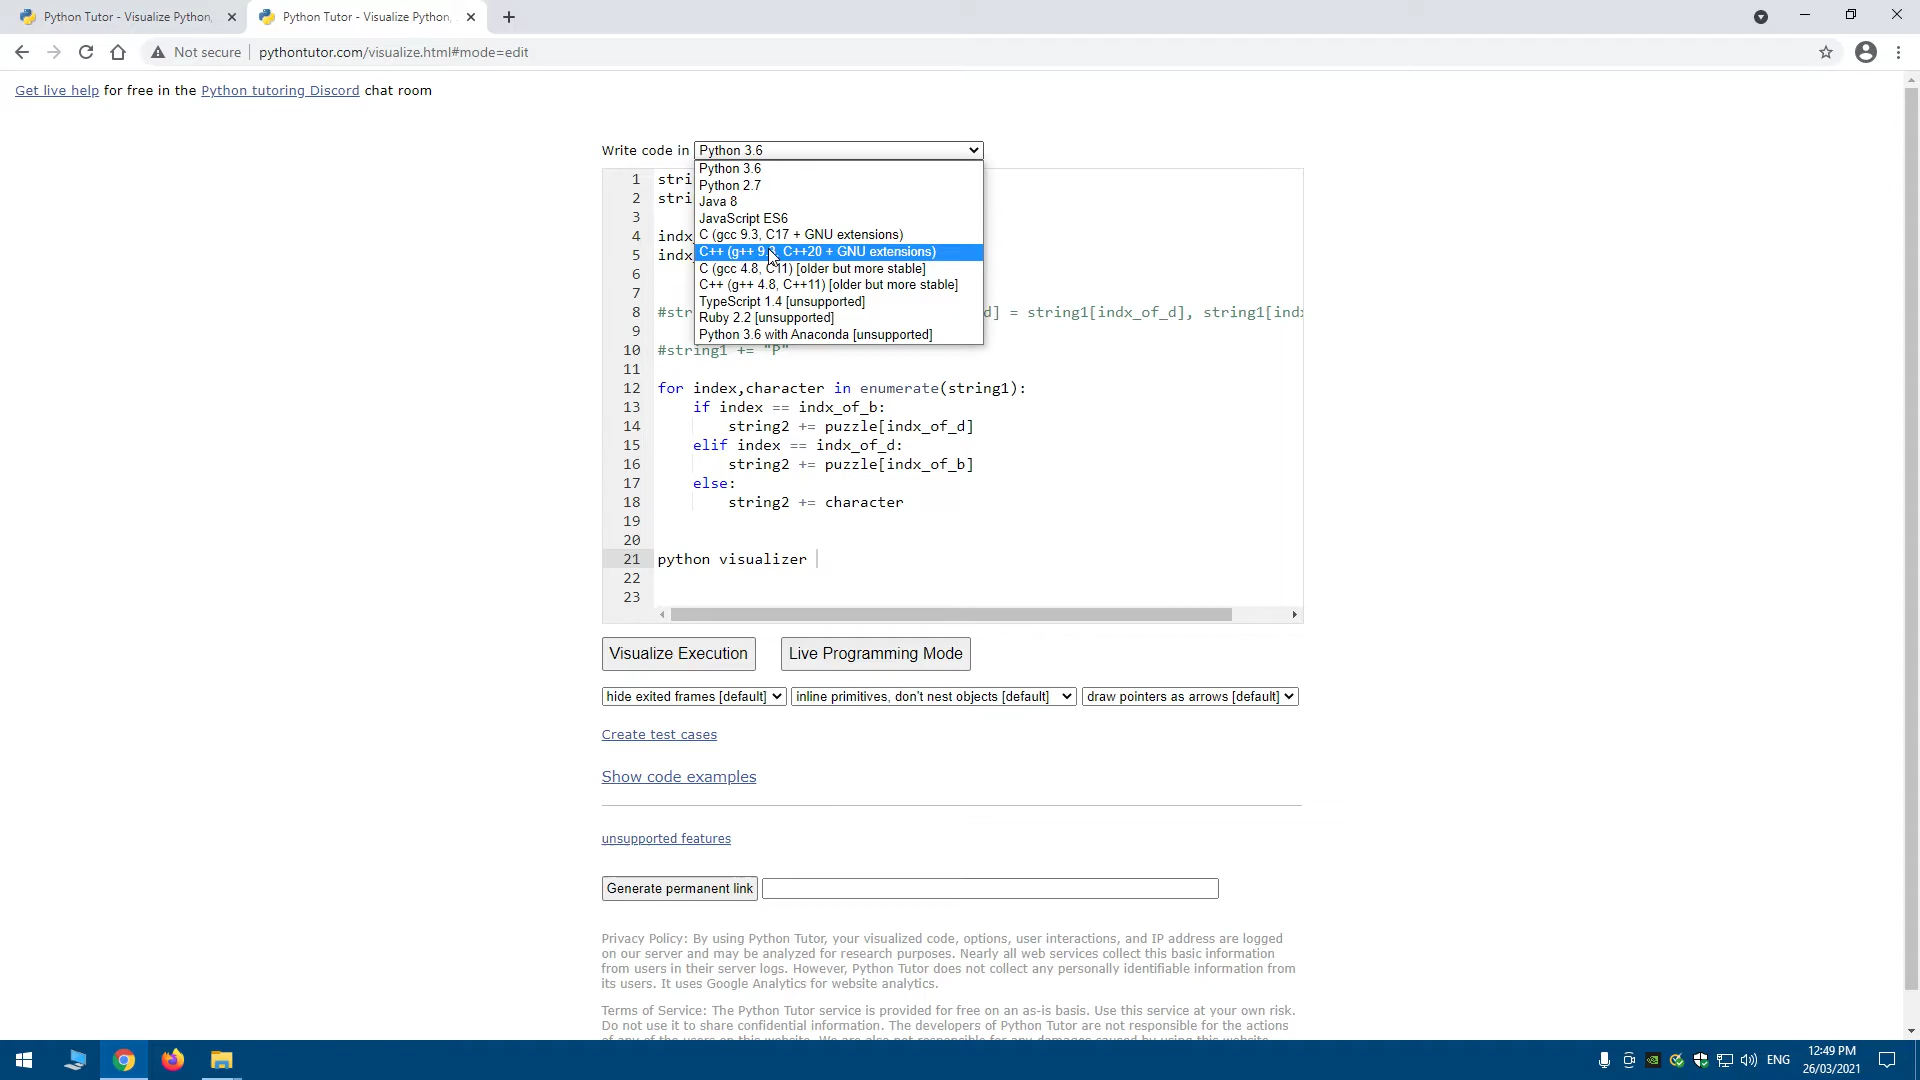 Python Tutor - Visualize Python,
Python Tutor - Visualize Python,
Not secure
pythontutor.com/visualize.html#mode=edit
Get live help for free in the Python tutoring Discord chat room
Write code in Python 3.6
Python 3.6
Python 2.7
Java 8
JavaScript ES6
C (gcc 9.3, C17 + GNU extensions)
C++ (g++ 9.3, C++20 + GNU extensions)
C (gcc 4.8, C11) [older but more stable]
C++ (g++ 4.8, C++11) [older but more stable]
TypeScript 1.4 [unsupported]
Ruby 2.2 [unsupported]
Python 3.6 with Anaconda [unsupported]
1 stri
2 stri
3
4 indx
5 indx
6
7
8 #str d] = string1[indx_of_d], string1[indx
9
10 #string1 += "P"
11
12 for index,character in enumerate(string1):
13 if index == indx_of_b:
14 string2 += puzzle[indx_of_d]
15 elif index == indx_of_d:
16 string2 += puzzle[indx_of_b]
17 else:
18 string2 += character
19
20
21 python visualizer
22
23
Visualize Execution Live Programming Mode
hide exited frames [default] inline primitives, don't nest objects [default] draw pointers as arrows [default]
Create test cases
Show code examples
unsupported features
Generate permanent link
Privacy Policy: By using Python Tutor, your visualized code, options, user interactions, and IP address are logged
on our server and may be analyzed for research purposes. Nearly all web services collect this basic information
from users in their server logs. However, Python Tutor does not collect any personally identifiable information from
its users. It uses Google Analytics for website analytics.
Terms of Service: The Python Tutor service is provided for free on an as-is basis. Use this service at your own risk.
Do not use it to share confidential information. The developers of Python Tutor are not responsible for the actions
ENG
12:49 PM
26/03/2021